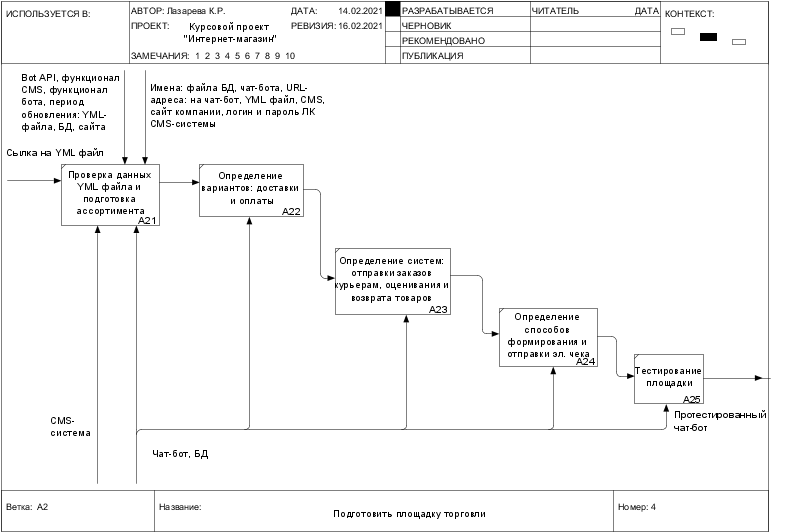 ИСПОЛЬЗУЕТСЯ В:
АВТОР: Лазарева К.Р.
ДАТА: 14.02.2021
РАЗРАБАТЫВАЕТСЯ
ЧИТАТЕЛЬ
ДАТА
КОНТЕКСТ:
ПРОЕКТ: Курсовой проект
"Интернет-магазин"
РЕВИЗИЯ: 16.02.2021
ЧЕРНОВИК
РЕКОМЕНДОВАНО
ЗАМЕЧАНИЯ: 1 2 3 4 5 6 7 8 9 10
ПУБЛИКАЦИЯ
Bot API, функционал
CMS, функционал
бота, период
обновления: YML-
файла, БД, сайта
Имена: файла БД, чат-бота, URL-
адреса: на чат-бот, YML файл, CMS,
сайт компании, логин и пароль ЛК
CMS-системы
Сылка на YML файл
Проверка данных
YML файла и
подготовка
ассортимента
A21
Определение
вариантов: доставки
и оплаты
A22
Определение систем:
отправки заказов
курьерам, оценивания и
возврата товаров
A23
Определение
способов
формирования и
отправки эл. чека
A24
Тестирование
площадки
A25
Протестированный
чат-бот
CMS-
система
Чат-бот, БД
Ветка: A2
Название:
Подготовить площадку торговли
Номер: 4